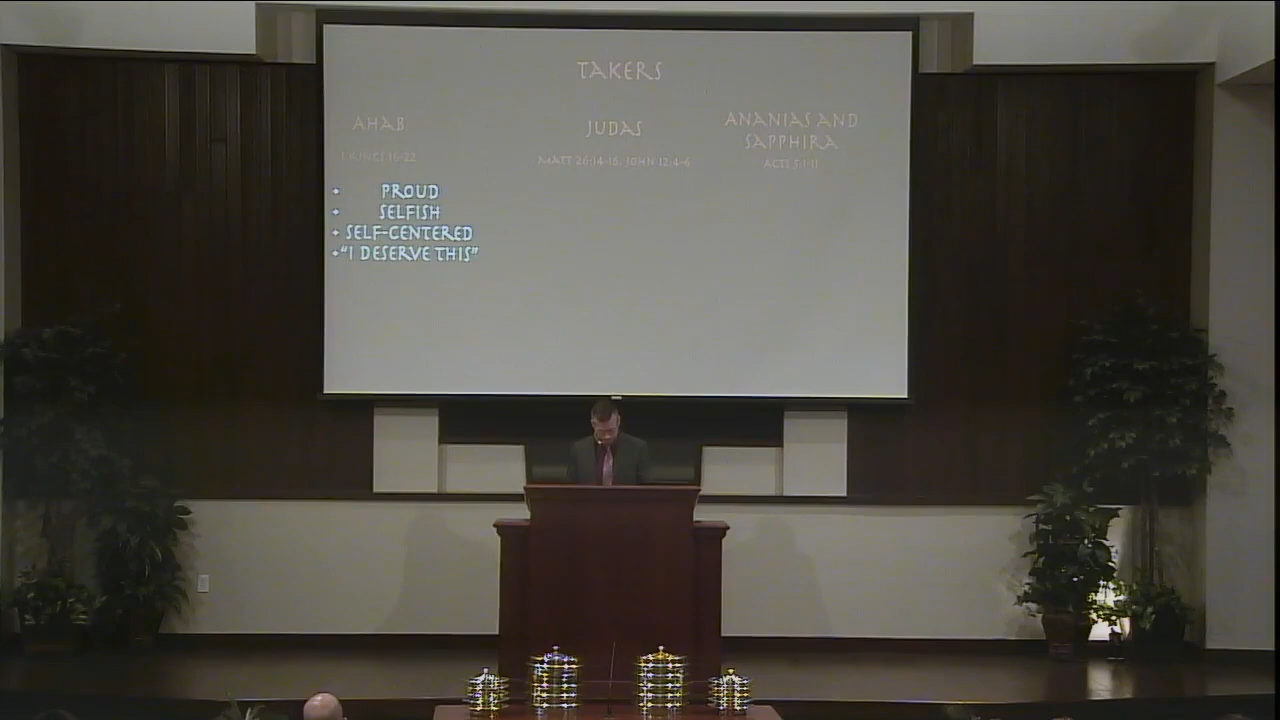 TAKERS
AHAB
1 KINGS 16-22
JUDAS
MATT 26:14-16, JOHN 12:4-6
ANANIAS AND
SAPPHIRA
ACTS 5:1-11
• PROUD
• SELFISH
• SELF-CENTERED
• "I DESERVE THIS"